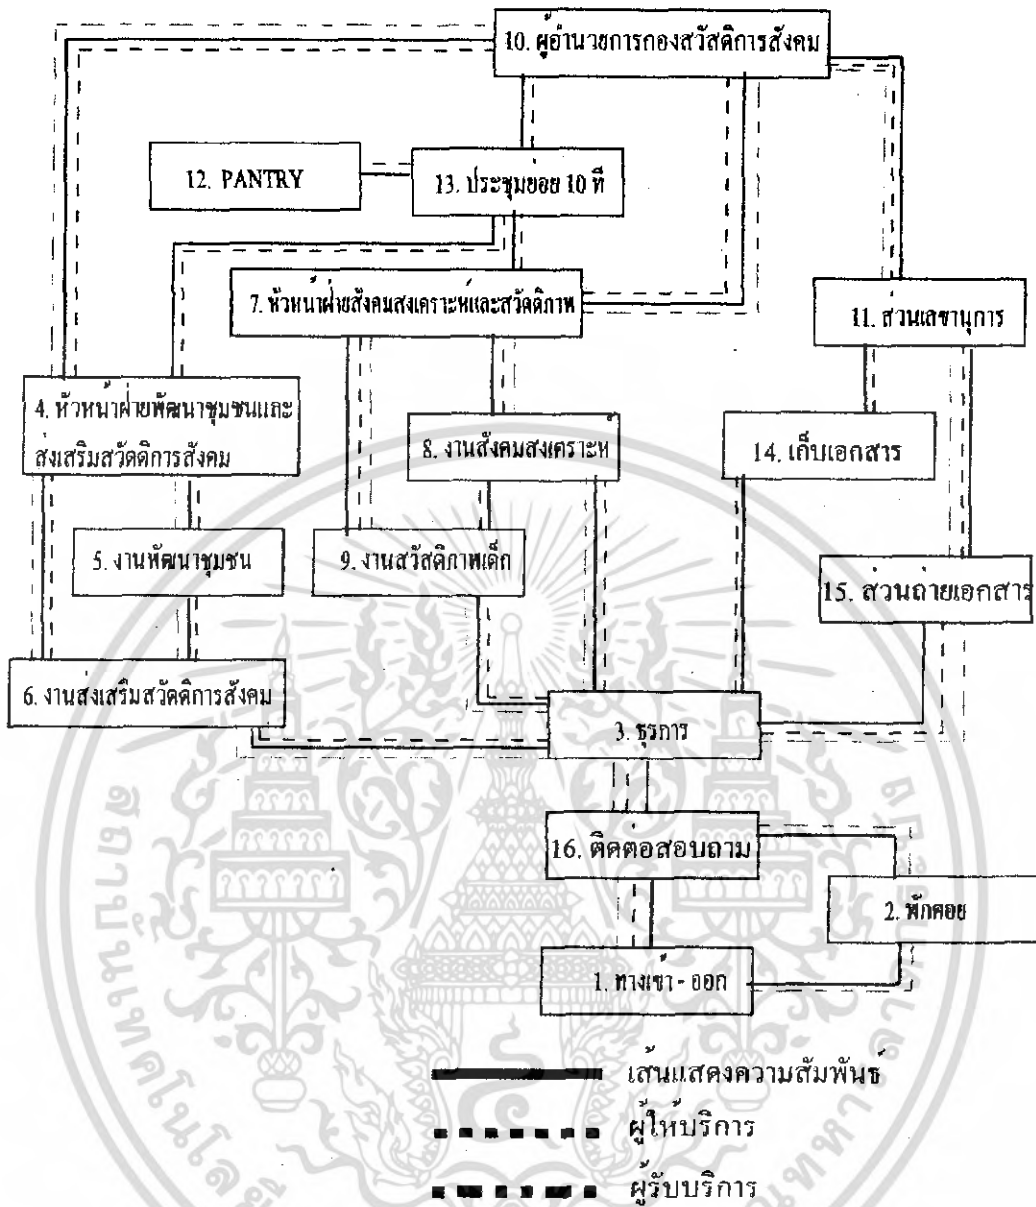 10. ผู้อำนวยการกองสวัสดิการสังคม
12. PANTRY
13. ประชุมย่อย 10 ที่
7. หัวหน้าฝ่ายสังคมสงเคราะห์และสวัดดิภาพ
11. ส่วนเลขานุการ
4. หัวหน้าฝ่ายพัฒนาชุมชนและ
ส่งเสริมสวัดดิการสังคม
8. งานสังคมสงเคราะห์
14. เก็บเอกสาร
5. งานพัฒนาชุมชน
9. งานสวัสดิภาพเด็ก
15. ส่วนถ่ายเอกสาร
6. งานส่งเสริมสวัดดิการสังคม
3. ธุรการ
16. ติดต่อสอบถาม
2. พักคอย
1. ทางเข้า - ออก
เส้นแสดงความสัมพันธ์
ผู้ให้บริการ
ผู้รับบริการ